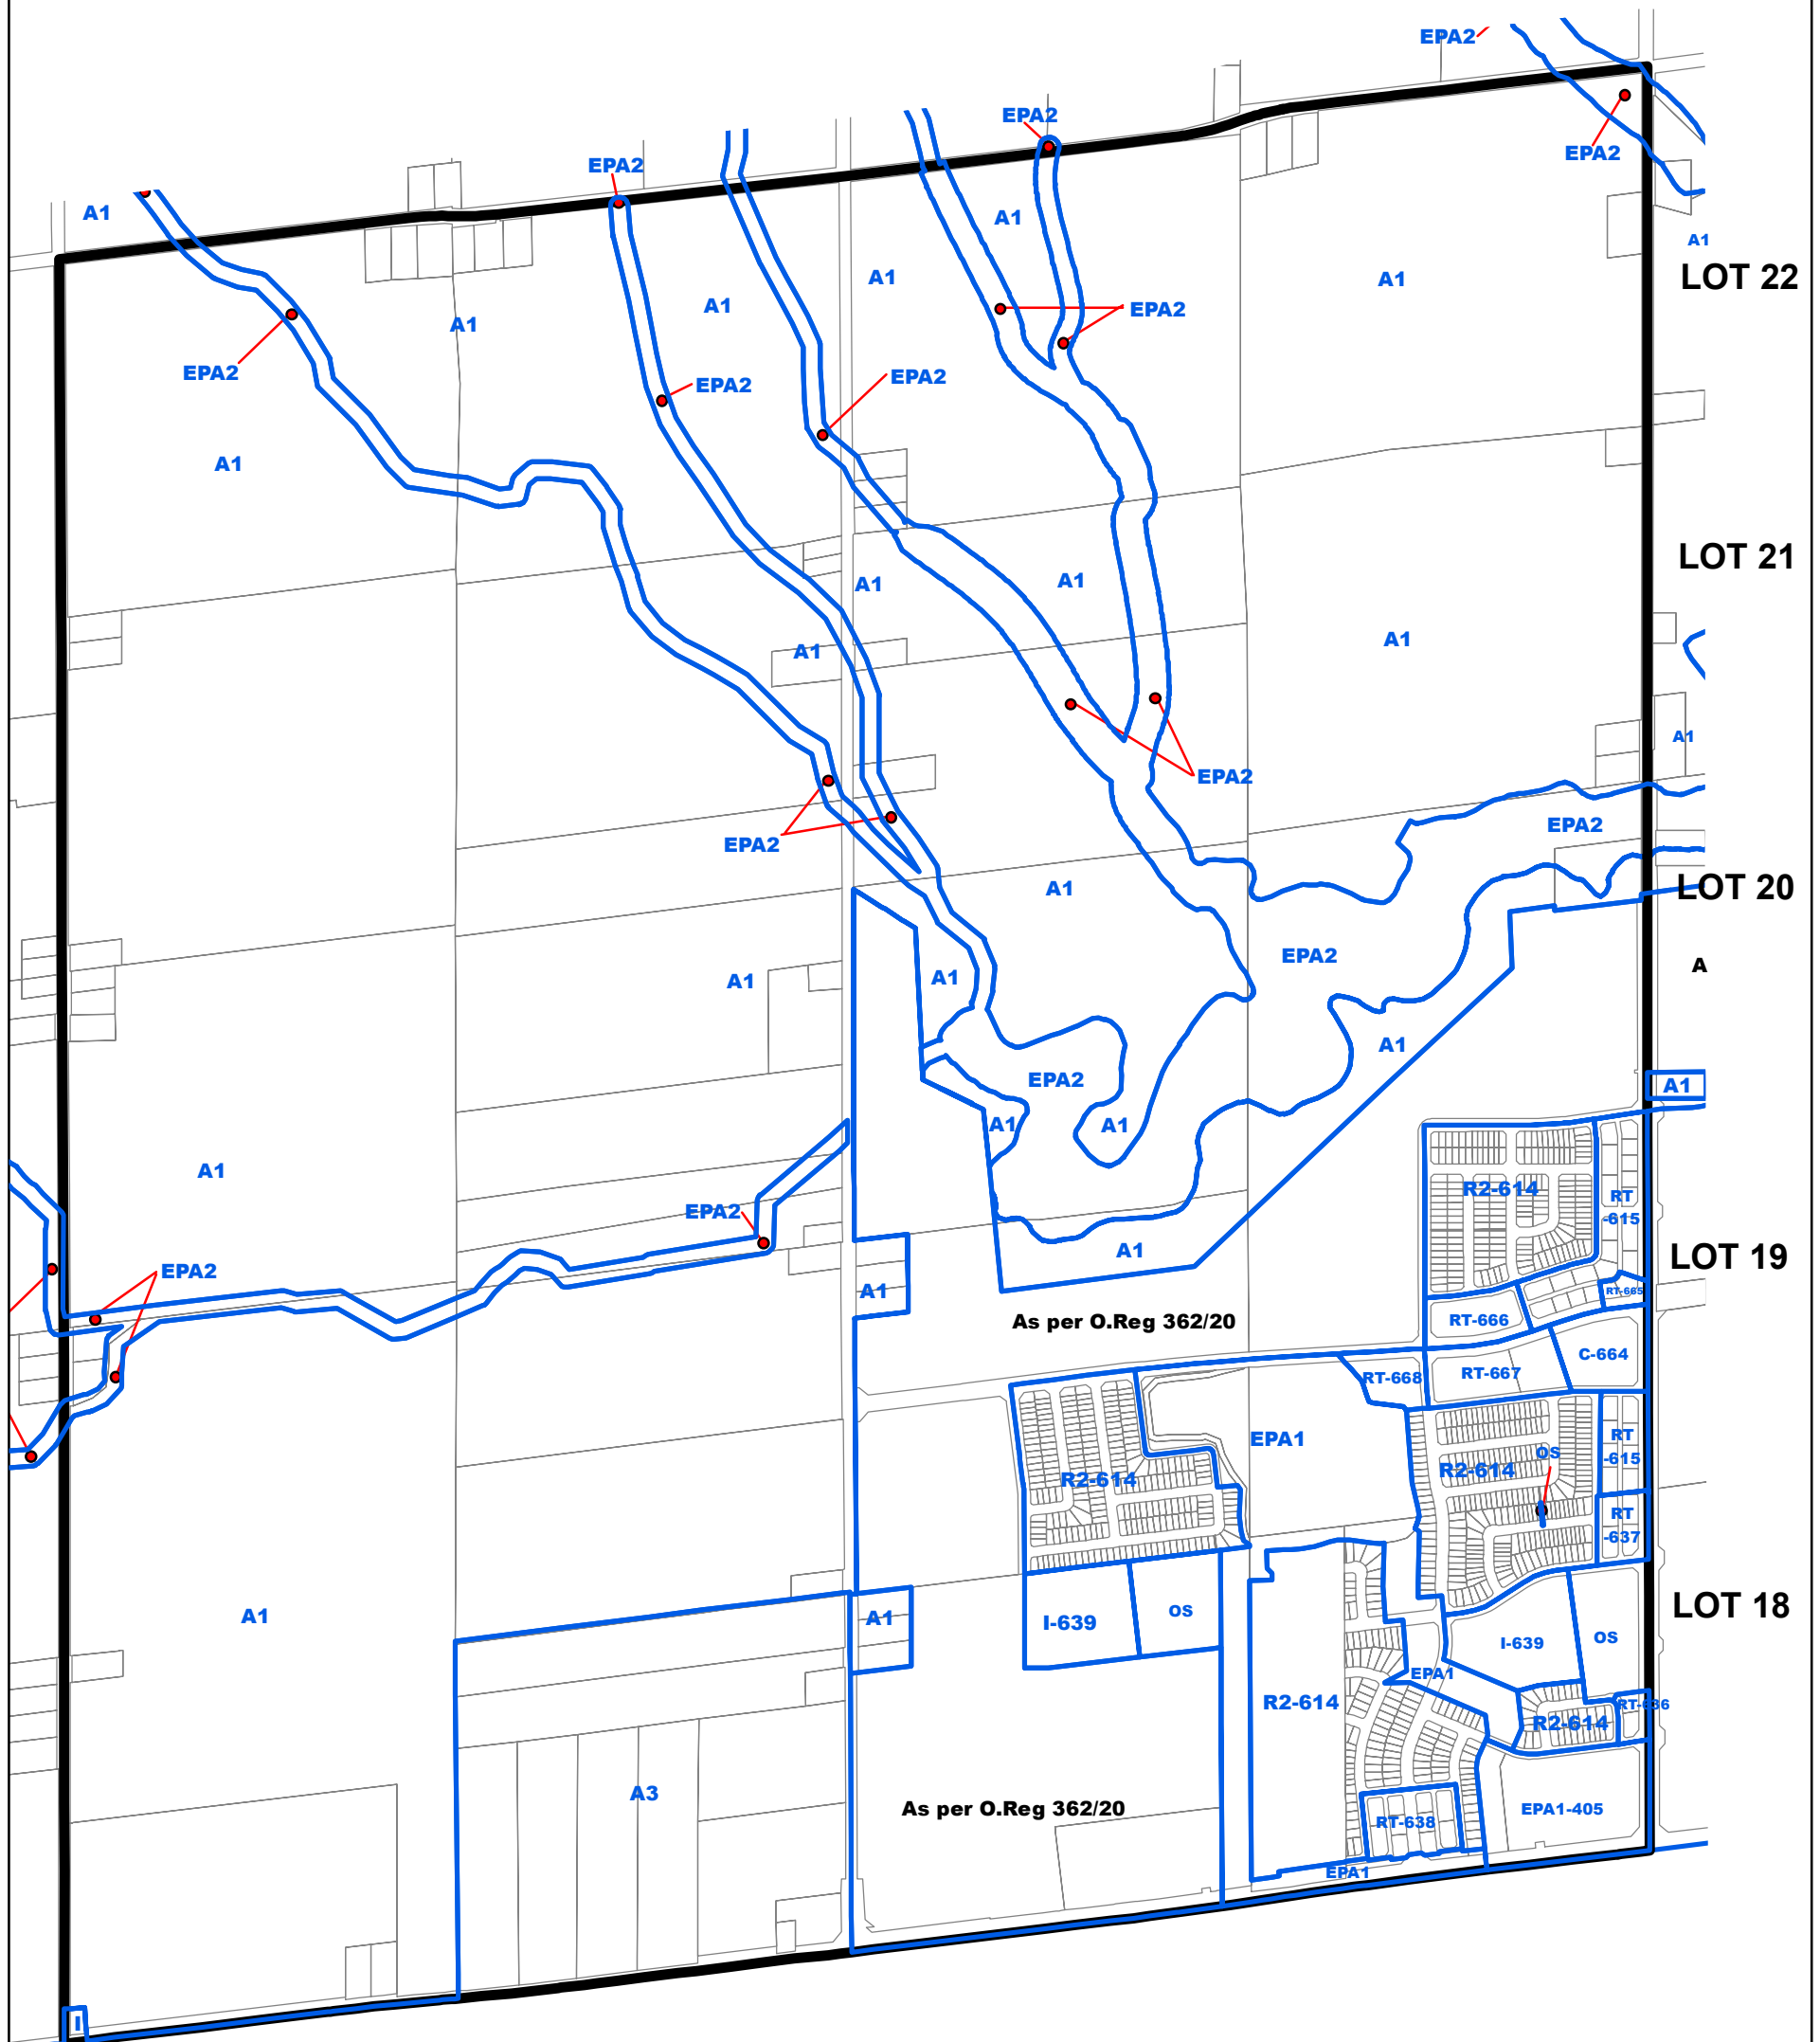 EPA2
EPA2
EPA2
EPA2
A1
A1
A1
LOT 22
A1
A1
A1
EPA2
A1
EPA2
EPA2
EPA2
A1
LOT 21
A1
A1
A1
A1
A1
EPA2
EPA2
EPA2
LOT 20
A1
EPA2
A
A1
A1
A1
EPA2
A1
A1
A1
A1
R2-614
RT
-615
EPA2
A1
LOT 19
EPA2
A1
RT-665
As per O.Reg 362/20
RT-666
C-664
RT-667
RT-668
EPA1
RT
-615
OS
R2-614
R2-614
RT
-637
LOT 18
A1
A1
I-639
OS
I-639
OS
EPA1
R2-614
RT-636
R2-614
A3
As per O.Reg 362/20
EPA1-405
RT-638
EPA1
I